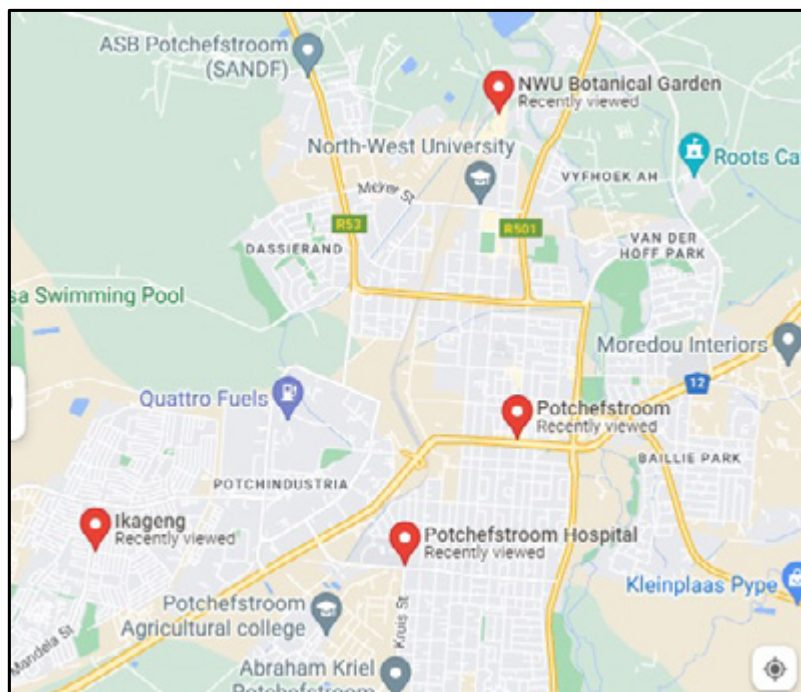 ASB Potchefstroom
(SANDF)
NWU Botanical Garden
Recently viewed
North-West University
Roots Ca
VYFHOEK AH
Meyer St
R53
R501
DASSIERAND
VAN DER
HOFF PARK
sa Swimming Pool
Moredou Interiors
12
Quattro Fuels
Potchefstroom
Recently viewed
BAILLIE PARK
POTCHINDUSTRIA
Ikageng
Recently viewed
Potchefstroom Hospital
Recently viewed
Kleinplaas Pype
Potchefstroom
Agricultural college
Kruis St
Mandela St
Abraham Kriel
Potchefstroom